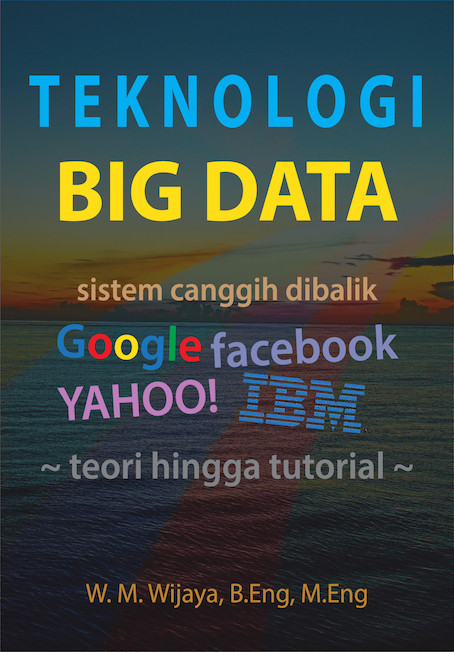 TEKNOLOGI
BIG DATA
sistem canggih dibalik
Google facebook
YAHOO! IBM
~ teori hingga tutorial ~
W. M. Wijaya, B.Eng, M.Eng